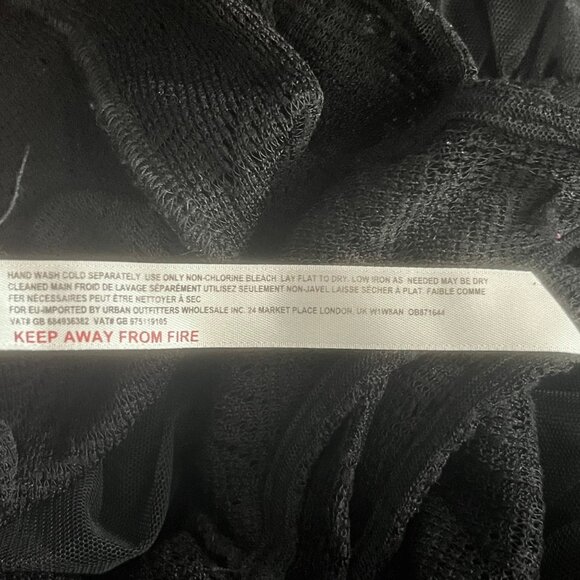 HAND WASH COLD SEPARATELY USE ONLY NON-CHLORINE BLEACH LAY FLAT TO DRY LOW IRON AS NEEDED MAY BE DRY
CLEANED MAIN FROID DE LAVAGE SÉPARÉMENT UTILISEZ SEULEMENT NON-JAVEL LAISSE SÉCHER À PLAT. FAIBLE COMME
FER NÉCESSAIRES PEUT ÊTRE NETTOYER À SEC
FOR EU-IMPORTED BY URBAN OUTFITTERS WHOLESALE INC. 24 MARKET PLACE LONDON, UK W1W8AN OB871644
VAT# GB 684936382 VAT# GB 975119105
KEEP AWAY FROM FIRE